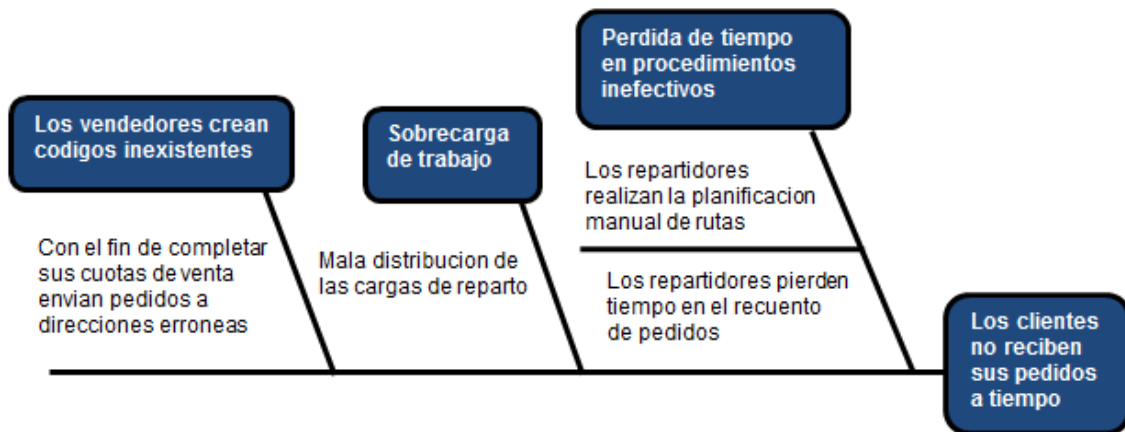 Los vendedores crean
codigos inexistentes
Con el fin de completar
sus cuotas de venta
envian pedidos a
direcciones erroneas
Sobrecarga
de trabajo
Mala distribucion de
las cargas de reparto
Perdida de tiempo
en procedimientos
inefectivos
Los repartidores
realizan la planificacion
manual de rutas
Los repartidores pierden
tiempo en el recuento
de pedidos
Los clientes
no reciben
sus pedidos
a tiempo